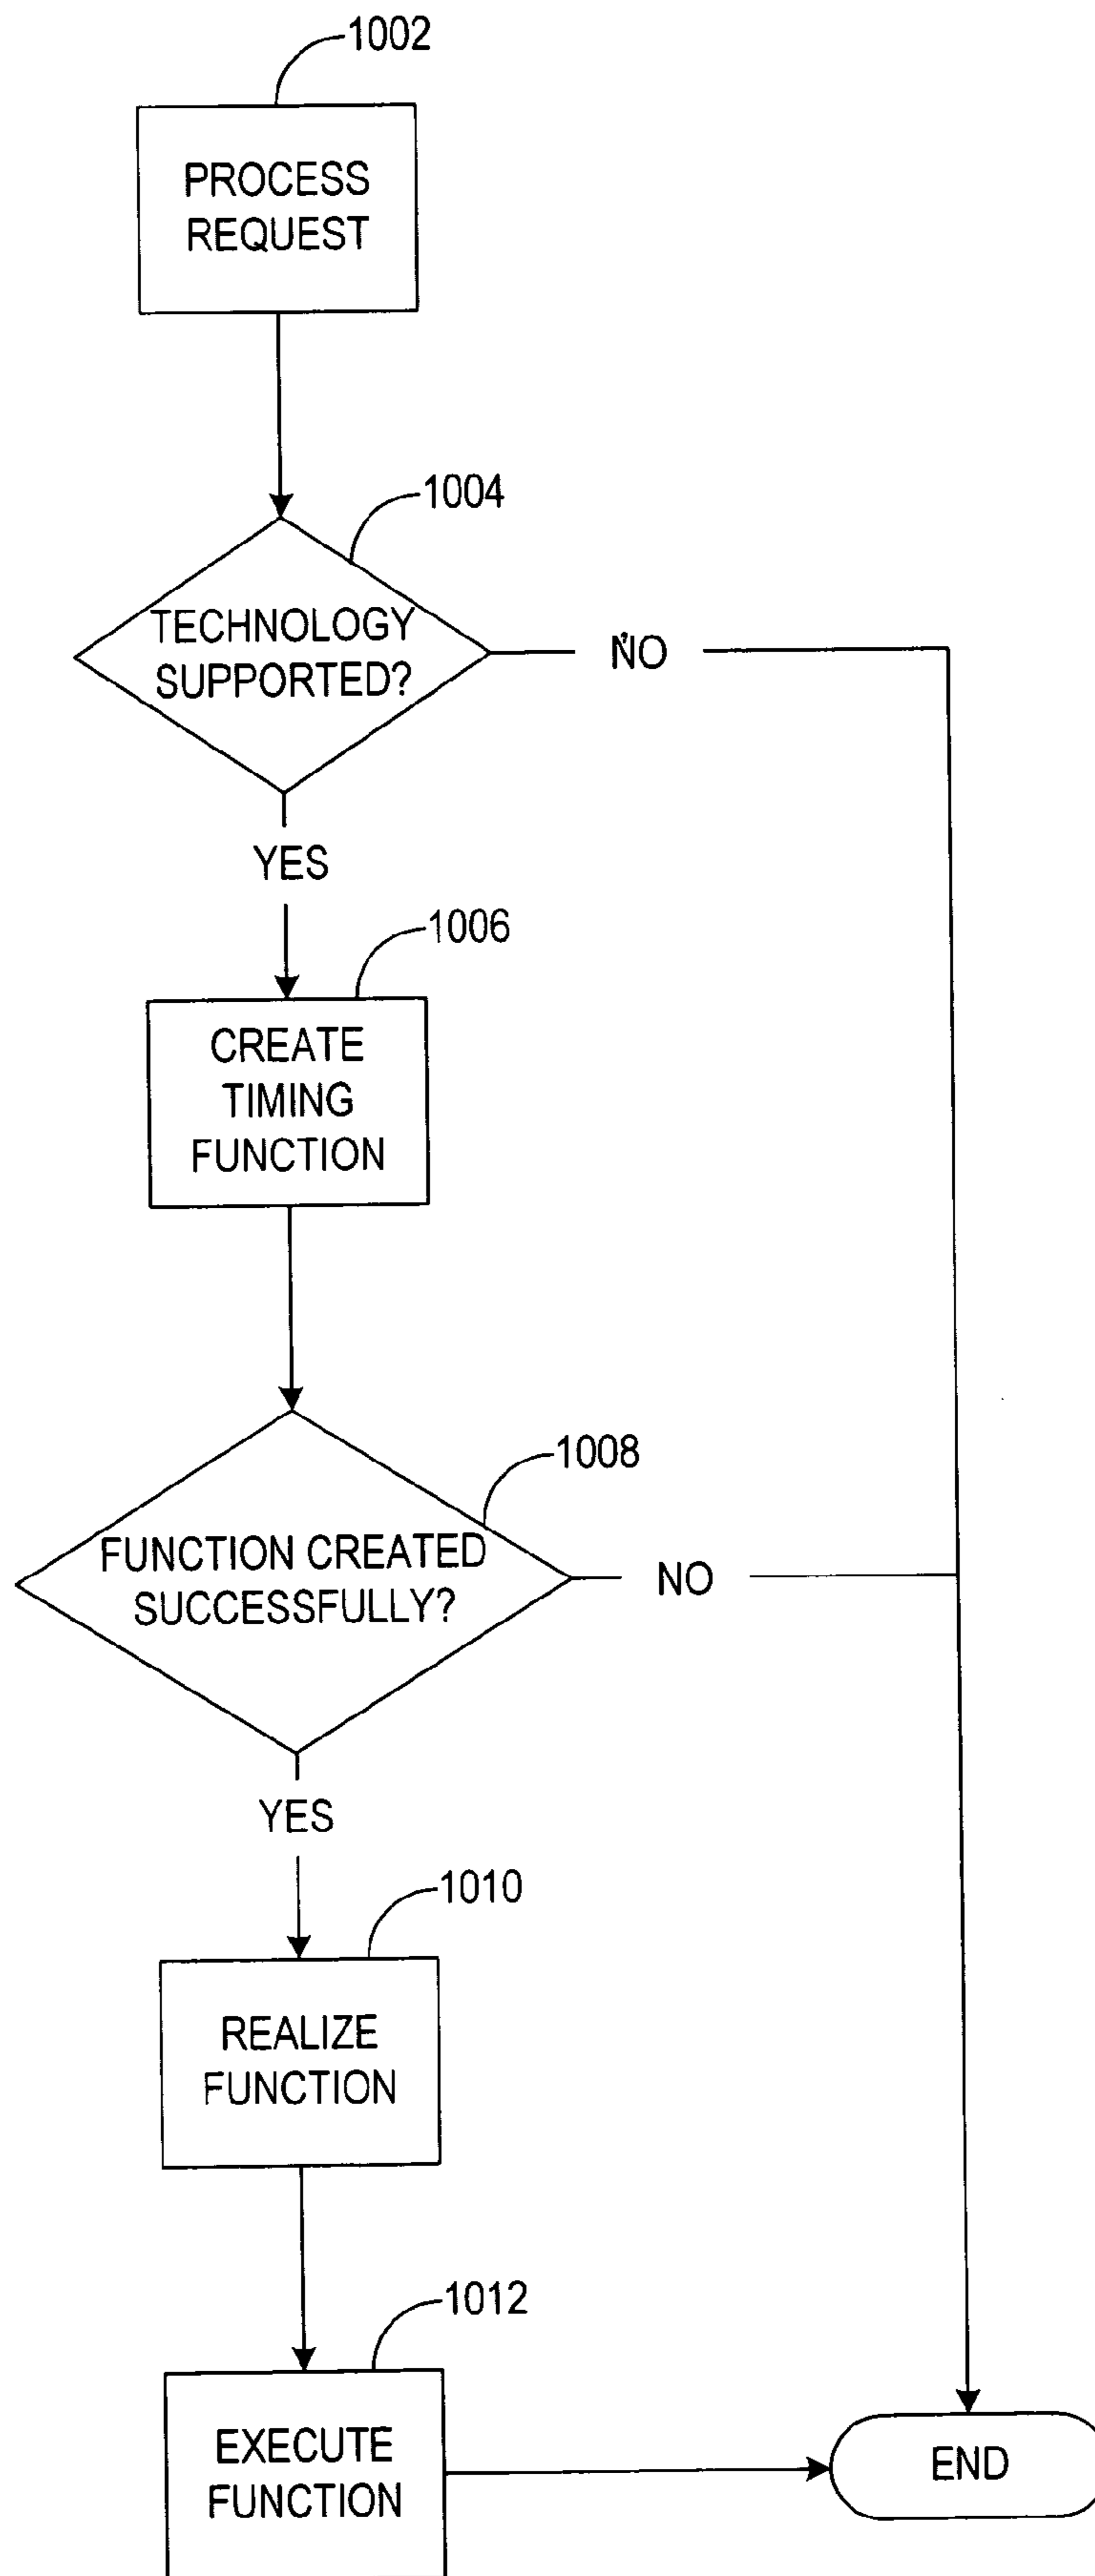 1002
PROCESS
REQUEST
1004
TECHNOLOGY
SUPPORTED?
NO
YES
1006
CREATE
TIMING
FUNCTION
1008
FUNCTION CREATED
SUCCESSFULLY?
NO
YES
1010
REALIZE
FUNCTION
1012
EXECUTE
FUNCTION
END